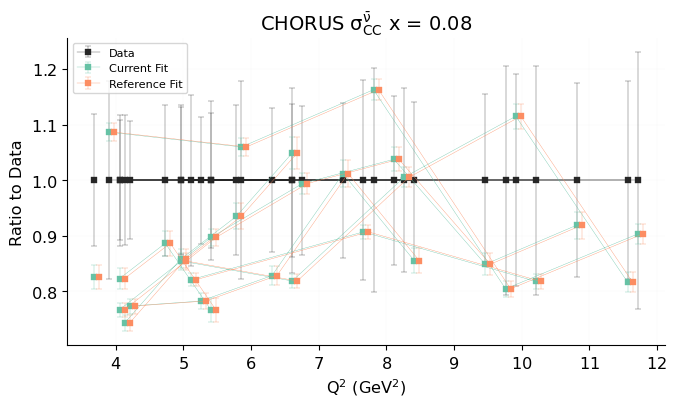 CHORUS σ^ν̄_CC x = 0.08
Data
Current Fit
Reference Fit
Ratio to Data
1.2
1.1
1.0
0.9
0.8
4 5 6 7 8 9 10 11 12
Q² (GeV²)